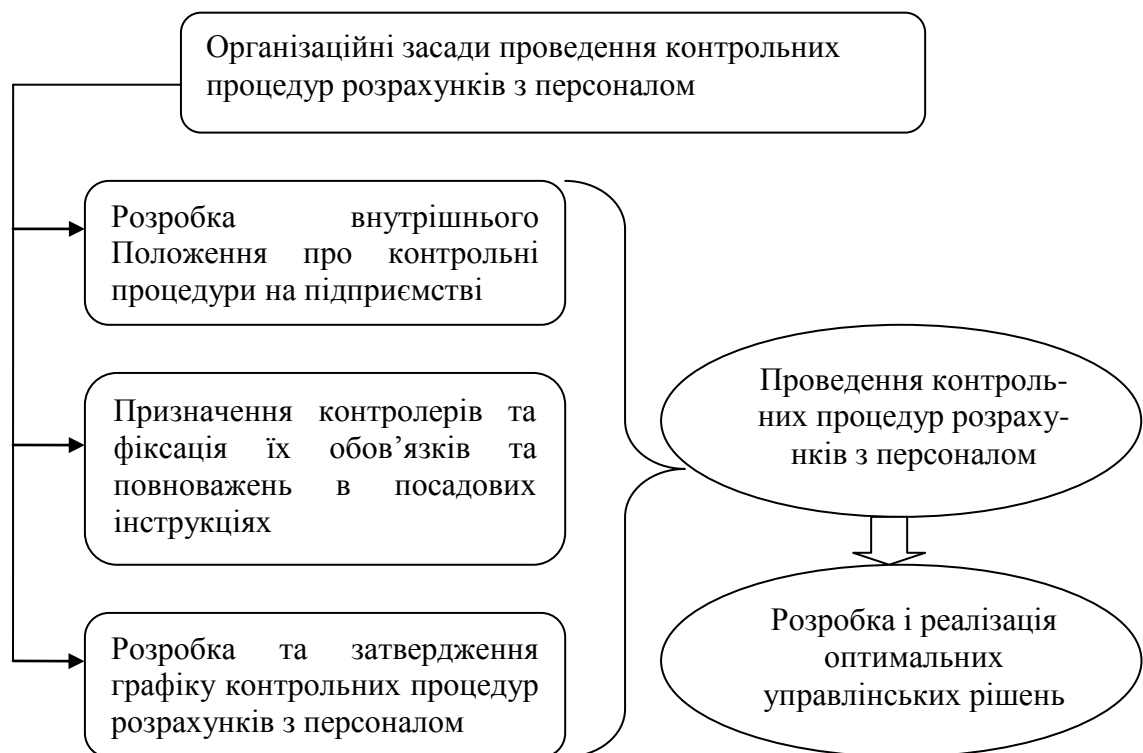 Організаційні засади проведення контрольних
процедур розрахунків з персоналом
Розробка внутрішнього
Положення про контрольні
процедури на підприємстві
Призначення контролерів та
фіксація їх обов’язків та
повноважень в посадових
інструкціях
Розробка та затвердження
графіку контрольних процедур
розрахунків з персоналом
Проведення контроль-
них процедур розраху-
нків з персоналом
Розробка і реалізація
оптимальних
управлінських рішень